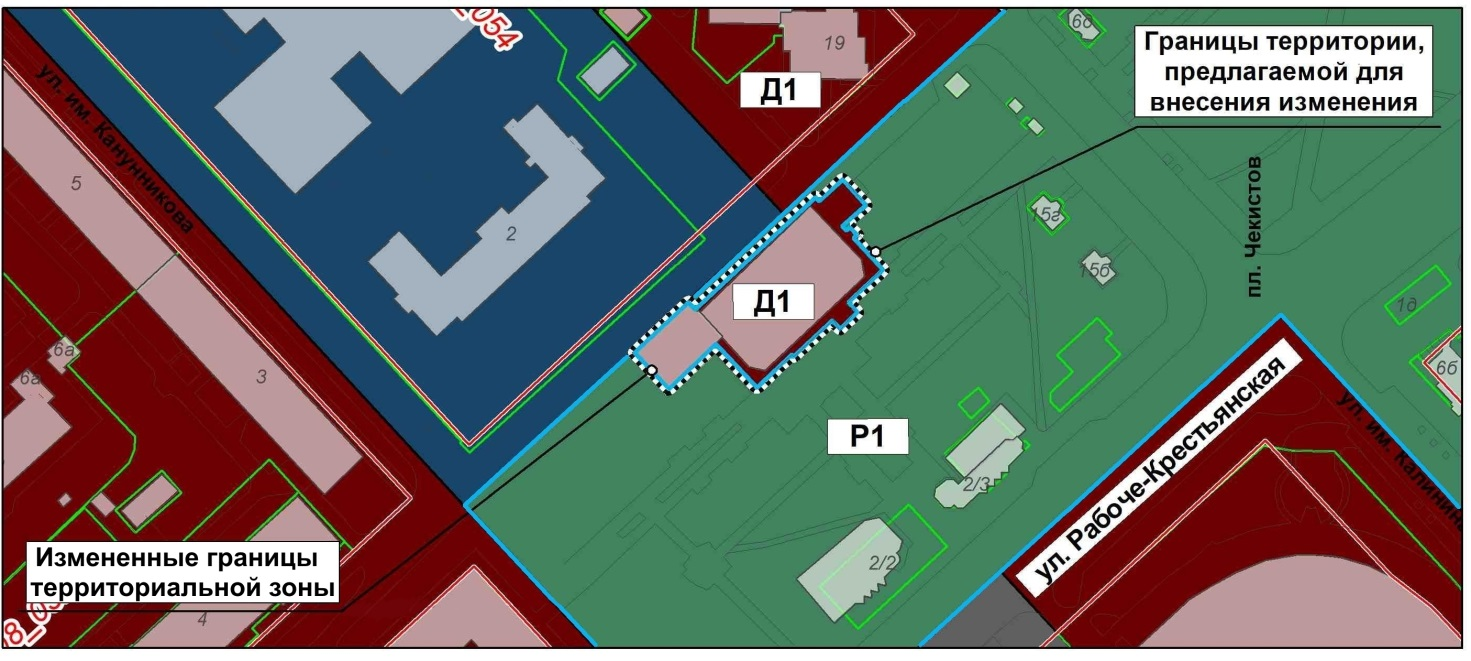 _054
19
6б
Д1
Границы территории,
предлагаемой для
внесения изменения
ул. им. Канунникова
5
2
15г
15б
пл. Чекистов
Д1
1д
6а
6а
3
6б
Р1
ул. Рабоче-Крестьянская
2/3
2/2
Измененные границы
территориальной зоны
4